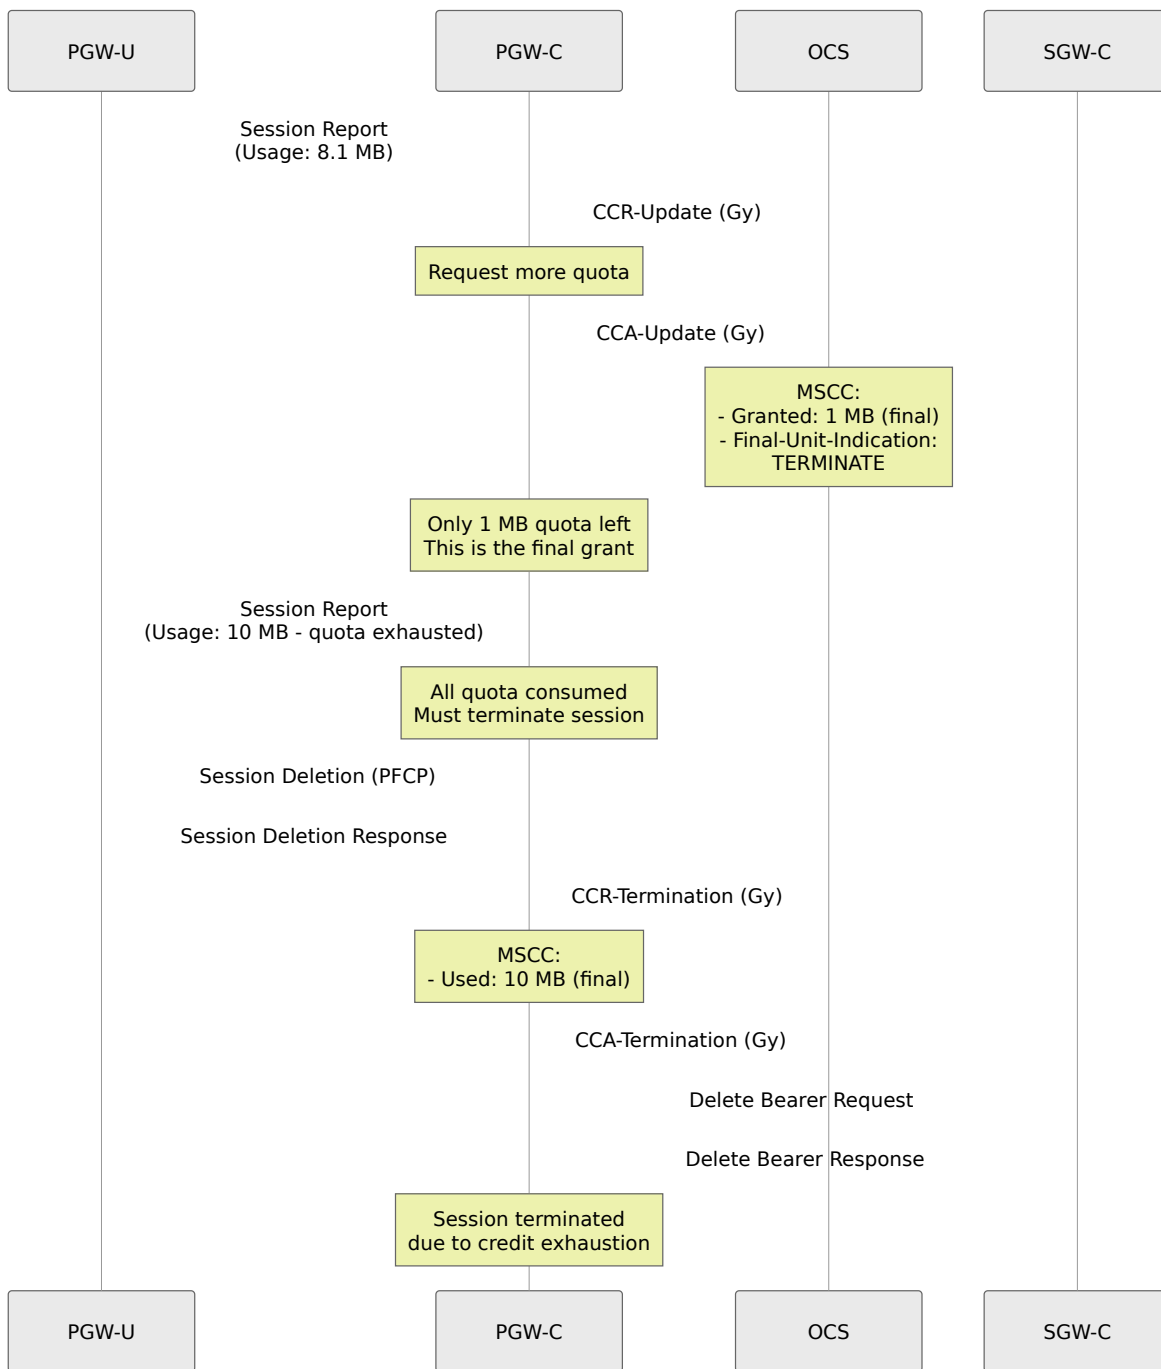 PGW-U
PGW-C
OCS
SGW-C
Session Report
(Usage: 8.1 MB)
CCR-Update (Gy)
Request more quota
CCA-Update (Gy)
MSCC:
- Granted: 1 MB (final)
- Final-Unit-Indication:
TERMINATE
Only 1 MB quota left
This is the final grant
Session Report
(Usage: 10 MB - quota exhausted)
All quota consumed
Must terminate session
Session Deletion (PFCP)
Session Deletion Response
CCR-Termination (Gy)
MSCC:
- Used: 10 MB (final)
CCA-Termination (Gy)
Delete Bearer Request
Delete Bearer Response
Session terminated
due to credit exhaustion
PGW-U
PGW-C
OCS
SGW-C